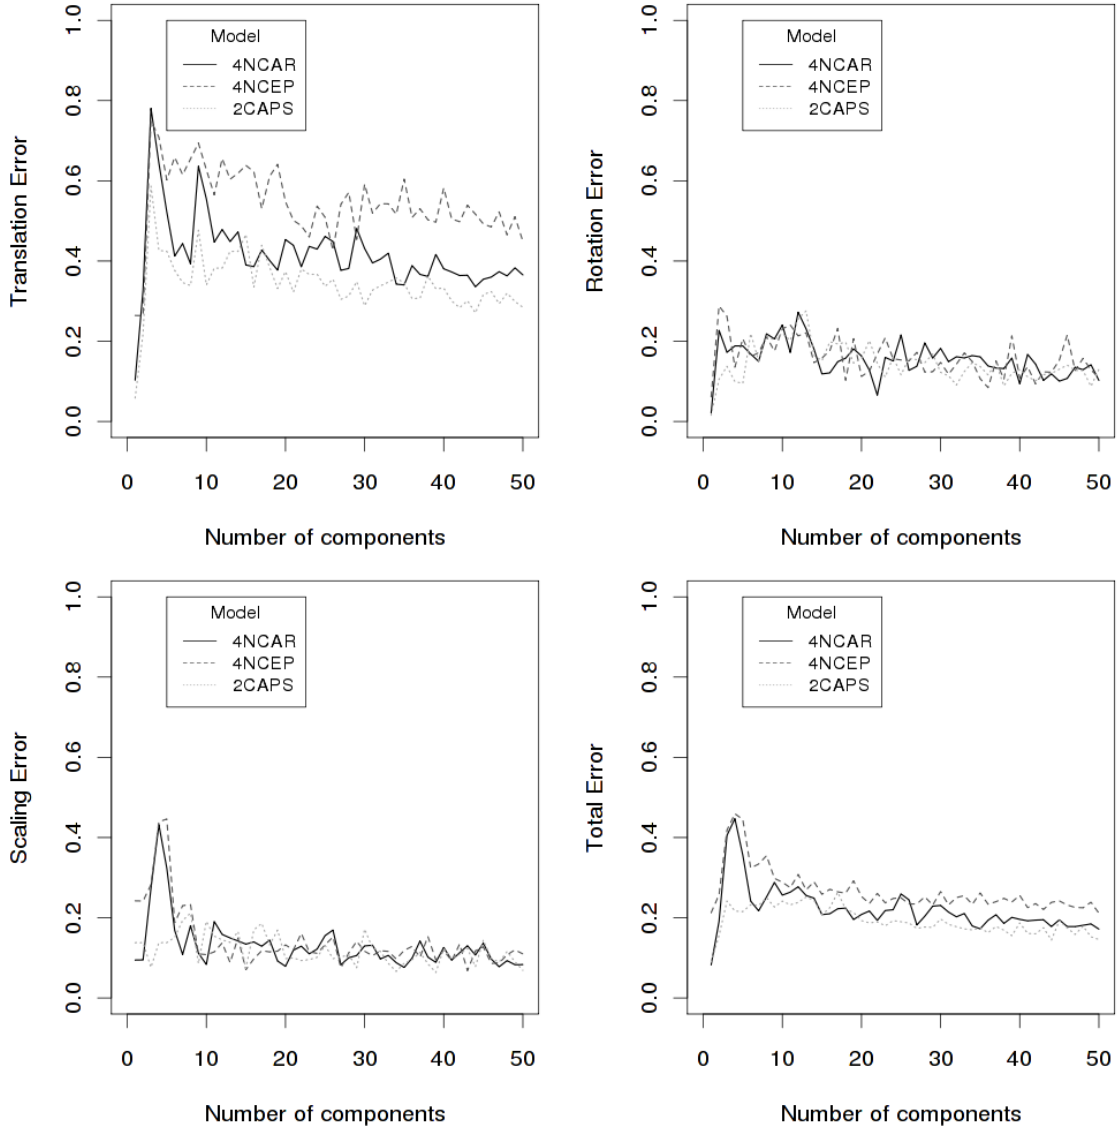 Translation Error
1.0
0.8
0.6
0.4
0.2
0.0
Model
4NCAR
4NCEP
2CAPS
0 10 20 30 40 50
Number of components
Rotation Error
1.0
0.8
0.6
0.4
0.2
0.0
Model
4NCAR
4NCEP
2CAPS
0 10 20 30 40 50
Number of components
Scaling Error
1.0
0.8
0.6
0.4
0.2
0.0
Model
4NCAR
4NCEP
2CAPS
0 10 20 30 40 50
Number of components
Total Error
1.0
0.8
0.6
0.4
0.2
0.0
Model
4NCAR
4NCEP
2CAPS
0 10 20 30 40 50
Number of components